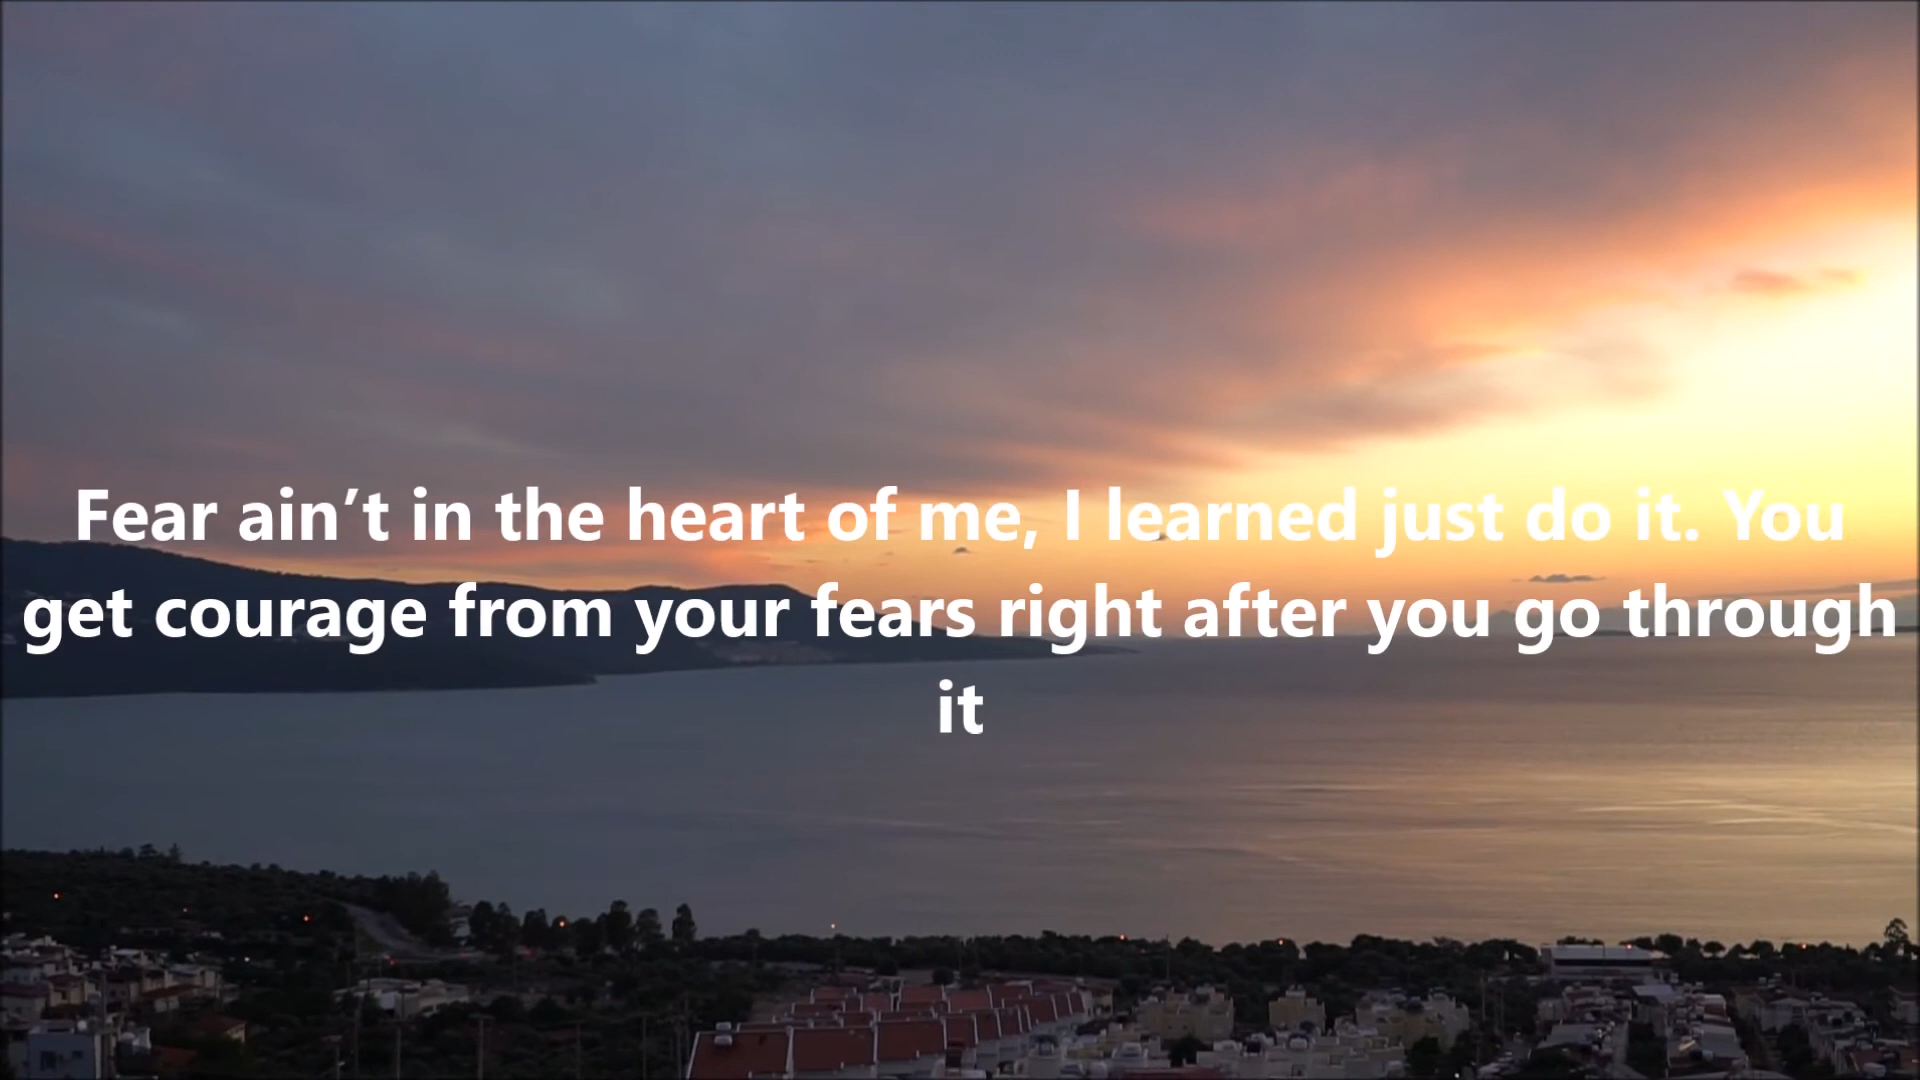 Fear ain’t in the heart of me, I learned just do it. You
get courage from your fears right after you go through
it